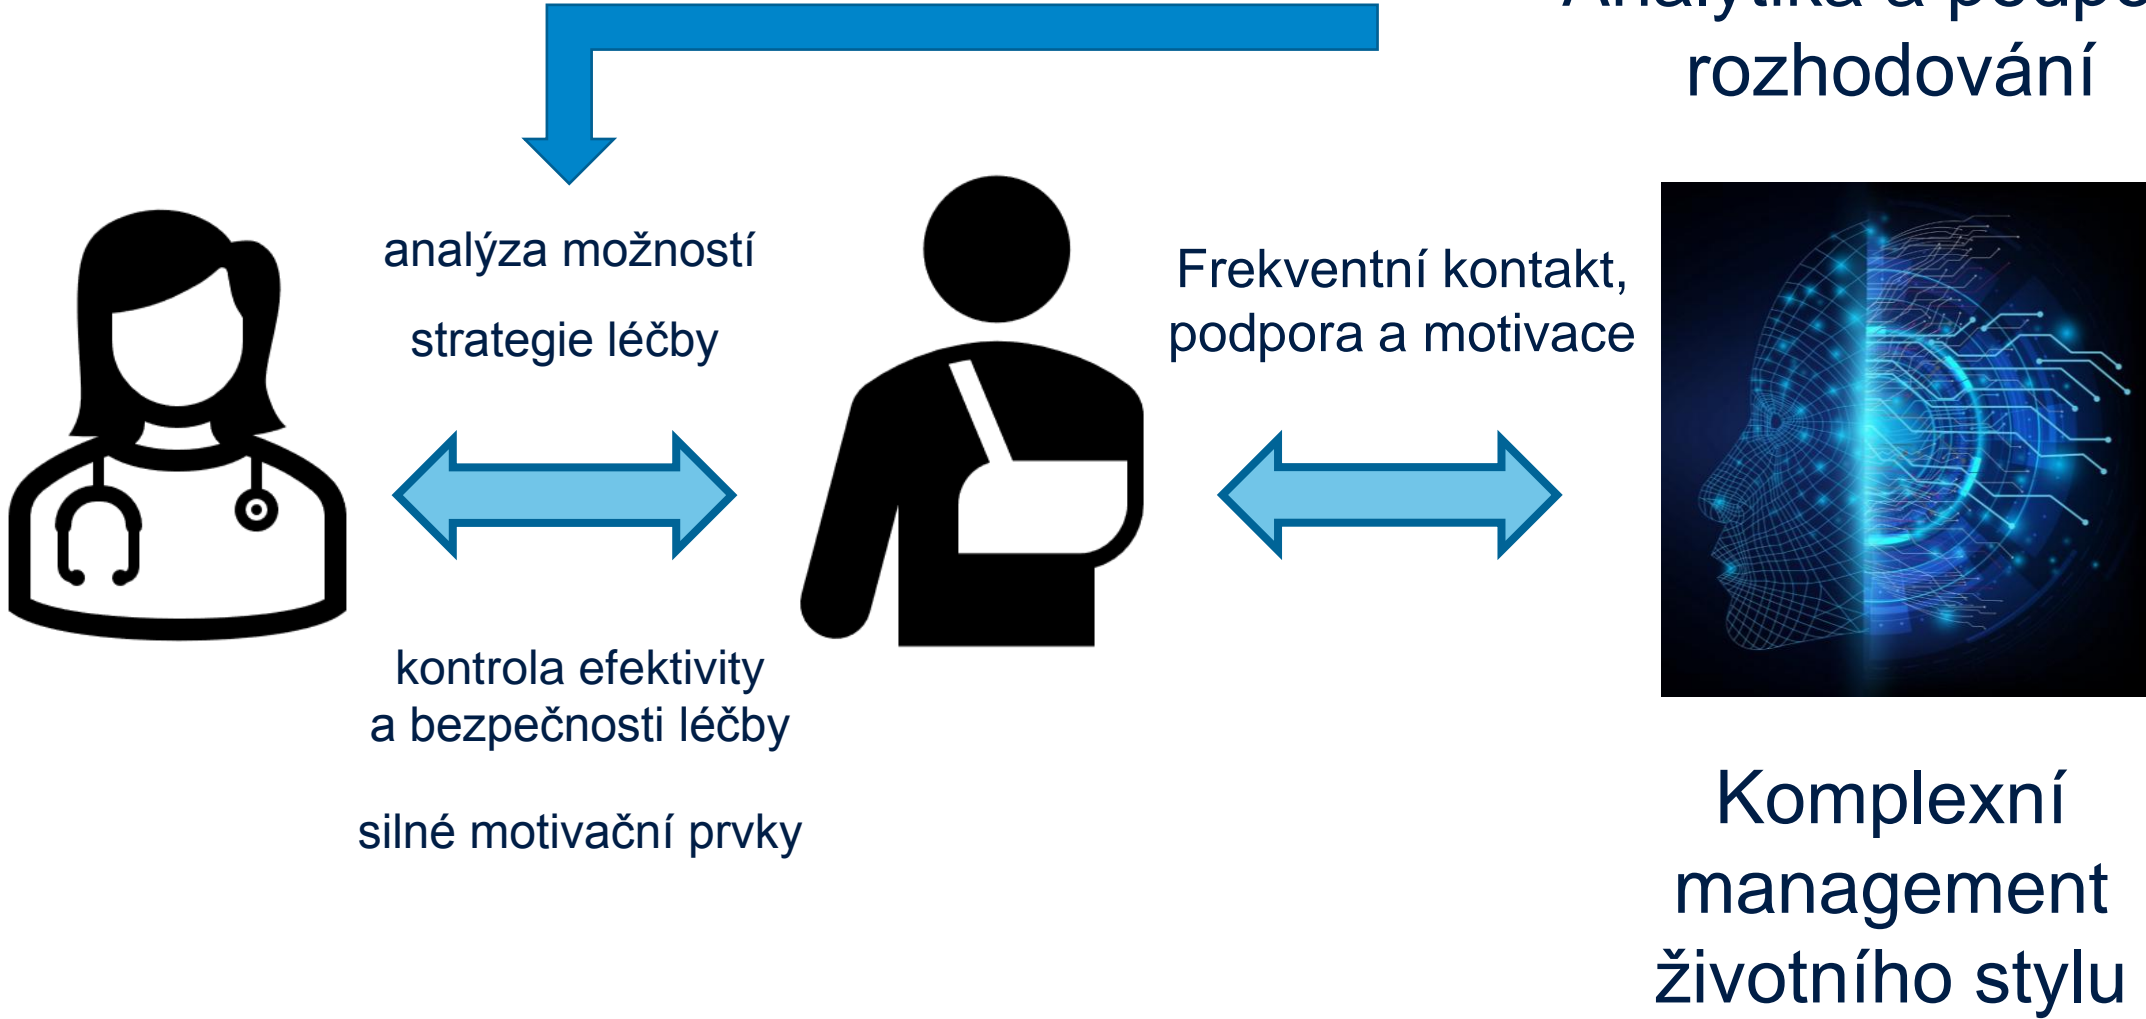 Analytika a
rozhodování
analýza možností
strategie léčby
Frekventní kontakt,
podpora a motivace
kontrola efektivity
a bezpečnosti léčby
silné motivační prvky
Komplexní
management
životního stylu